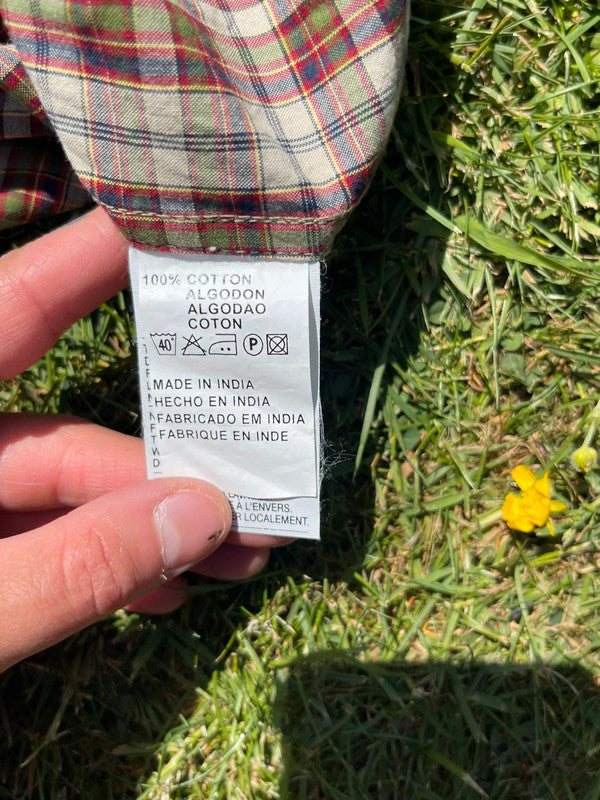 100% COTTON
ALGODON
ALGODAO
COTON
40°
P
MADE IN INDIA
HECHO EN INDIA
FABRICADO EM INDIA
FABRIQUE EN INDE
À L'ENVERS.
LOCALEMENT.